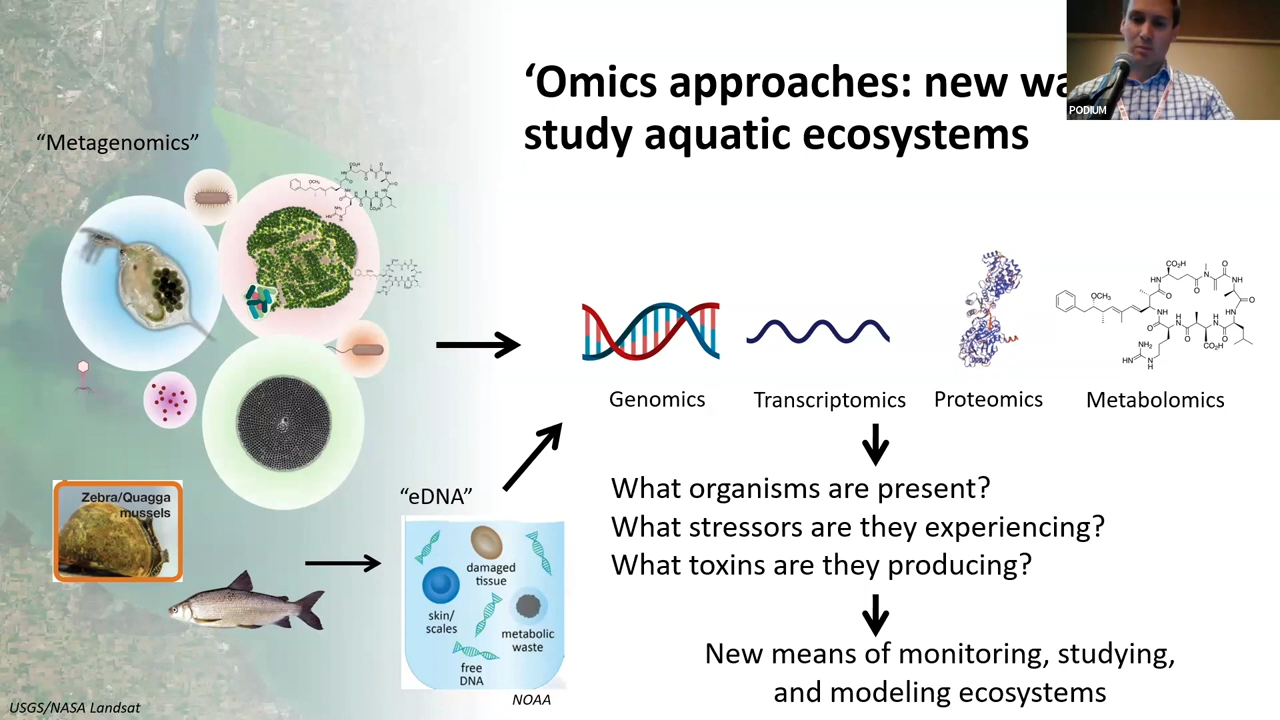 ‘Omics approaches: new
study aquatic ecosystems
PODIUM
“Metagenomics”
Genomics
Transcriptomics
Proteomics
Metabolomics
Zebra/Quagga
mussels
“eDNA”
damaged
tissue
skin/
scales
metabolic
waste
free
DNA
NOAA
What organisms are present?
What stressors are they experiencing?
What toxins are they producing?
New means of monitoring, studying,
and modeling ecosystems
USGS/NASA Landsat